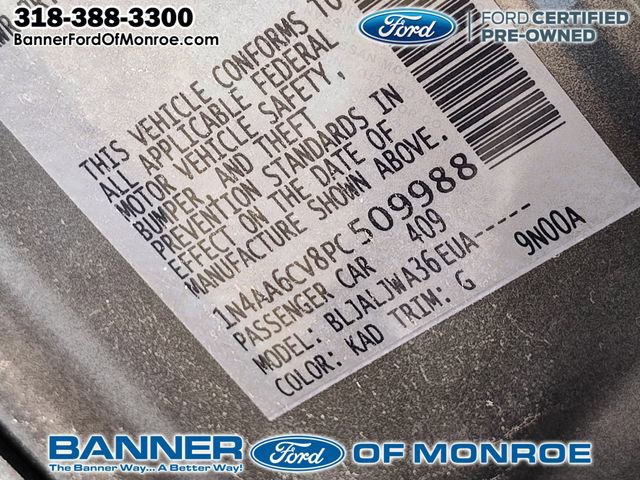 318-388-3300
BannerFordOfMonroe.com
Ford
FORD CERTIFIED
PRE-OWNED
THIS VEHICLE CONFORMS TO
ALL APPLICABLE FEDERAL
MOTOR VEHICLE SAFETY,
BUMPER, AND THEFT
PREVENTION STANDARDS IN
EFFECT ON THE DATE OF
MANUFACTURE SHOWN ABOVE.
1N4AA6CV8PC509988
PASSENGER CAR 409
MODEL: BLJALJWA36EUA-----
COLOR: KAD TRIM: G 9N00A
BANNER Ford OF MONROE
The Banner Way... A Better Way!